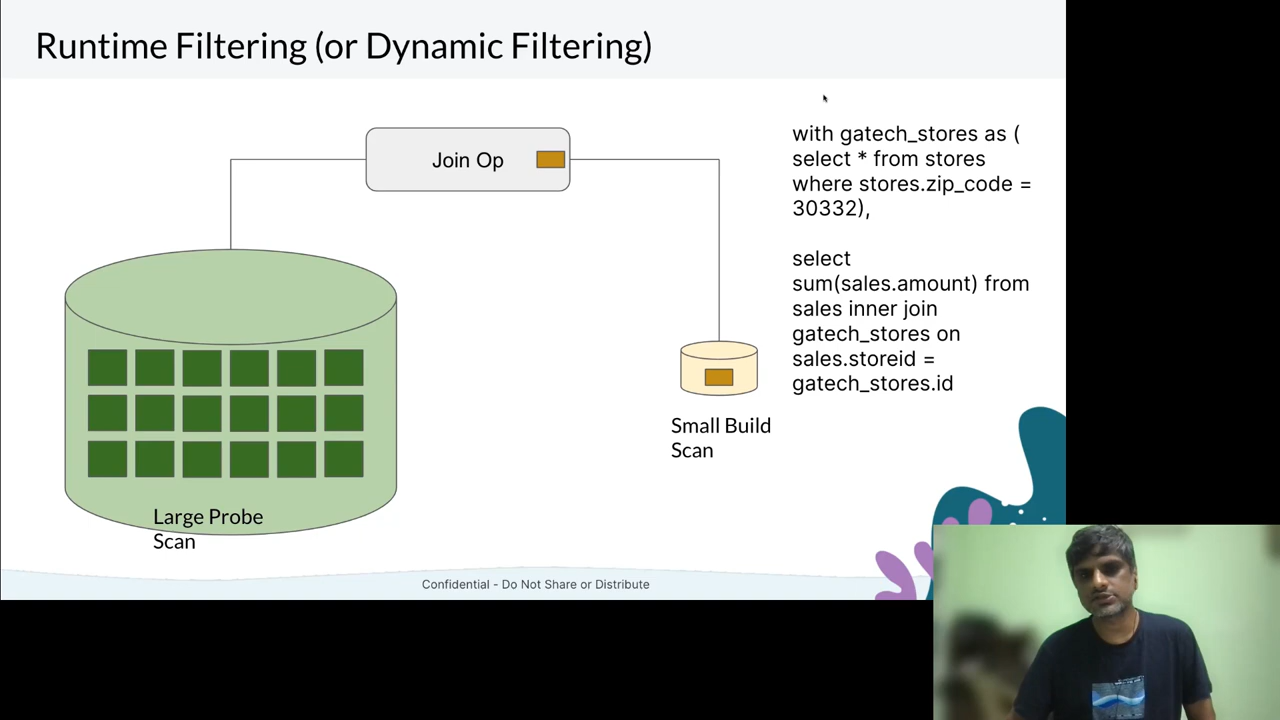 Runtime Filtering (or Dynamic Filtering)
Join Op
with gatech_stores as (
select * from stores
where stores.zip_code =
30332),
select
sum(sales.amount) from
sales inner join
gatech_stores on
sales.storeid =
gatech_stores.id
Small Build
Scan
Large Probe
Scan
Confidential - Do Not Share or Distribute